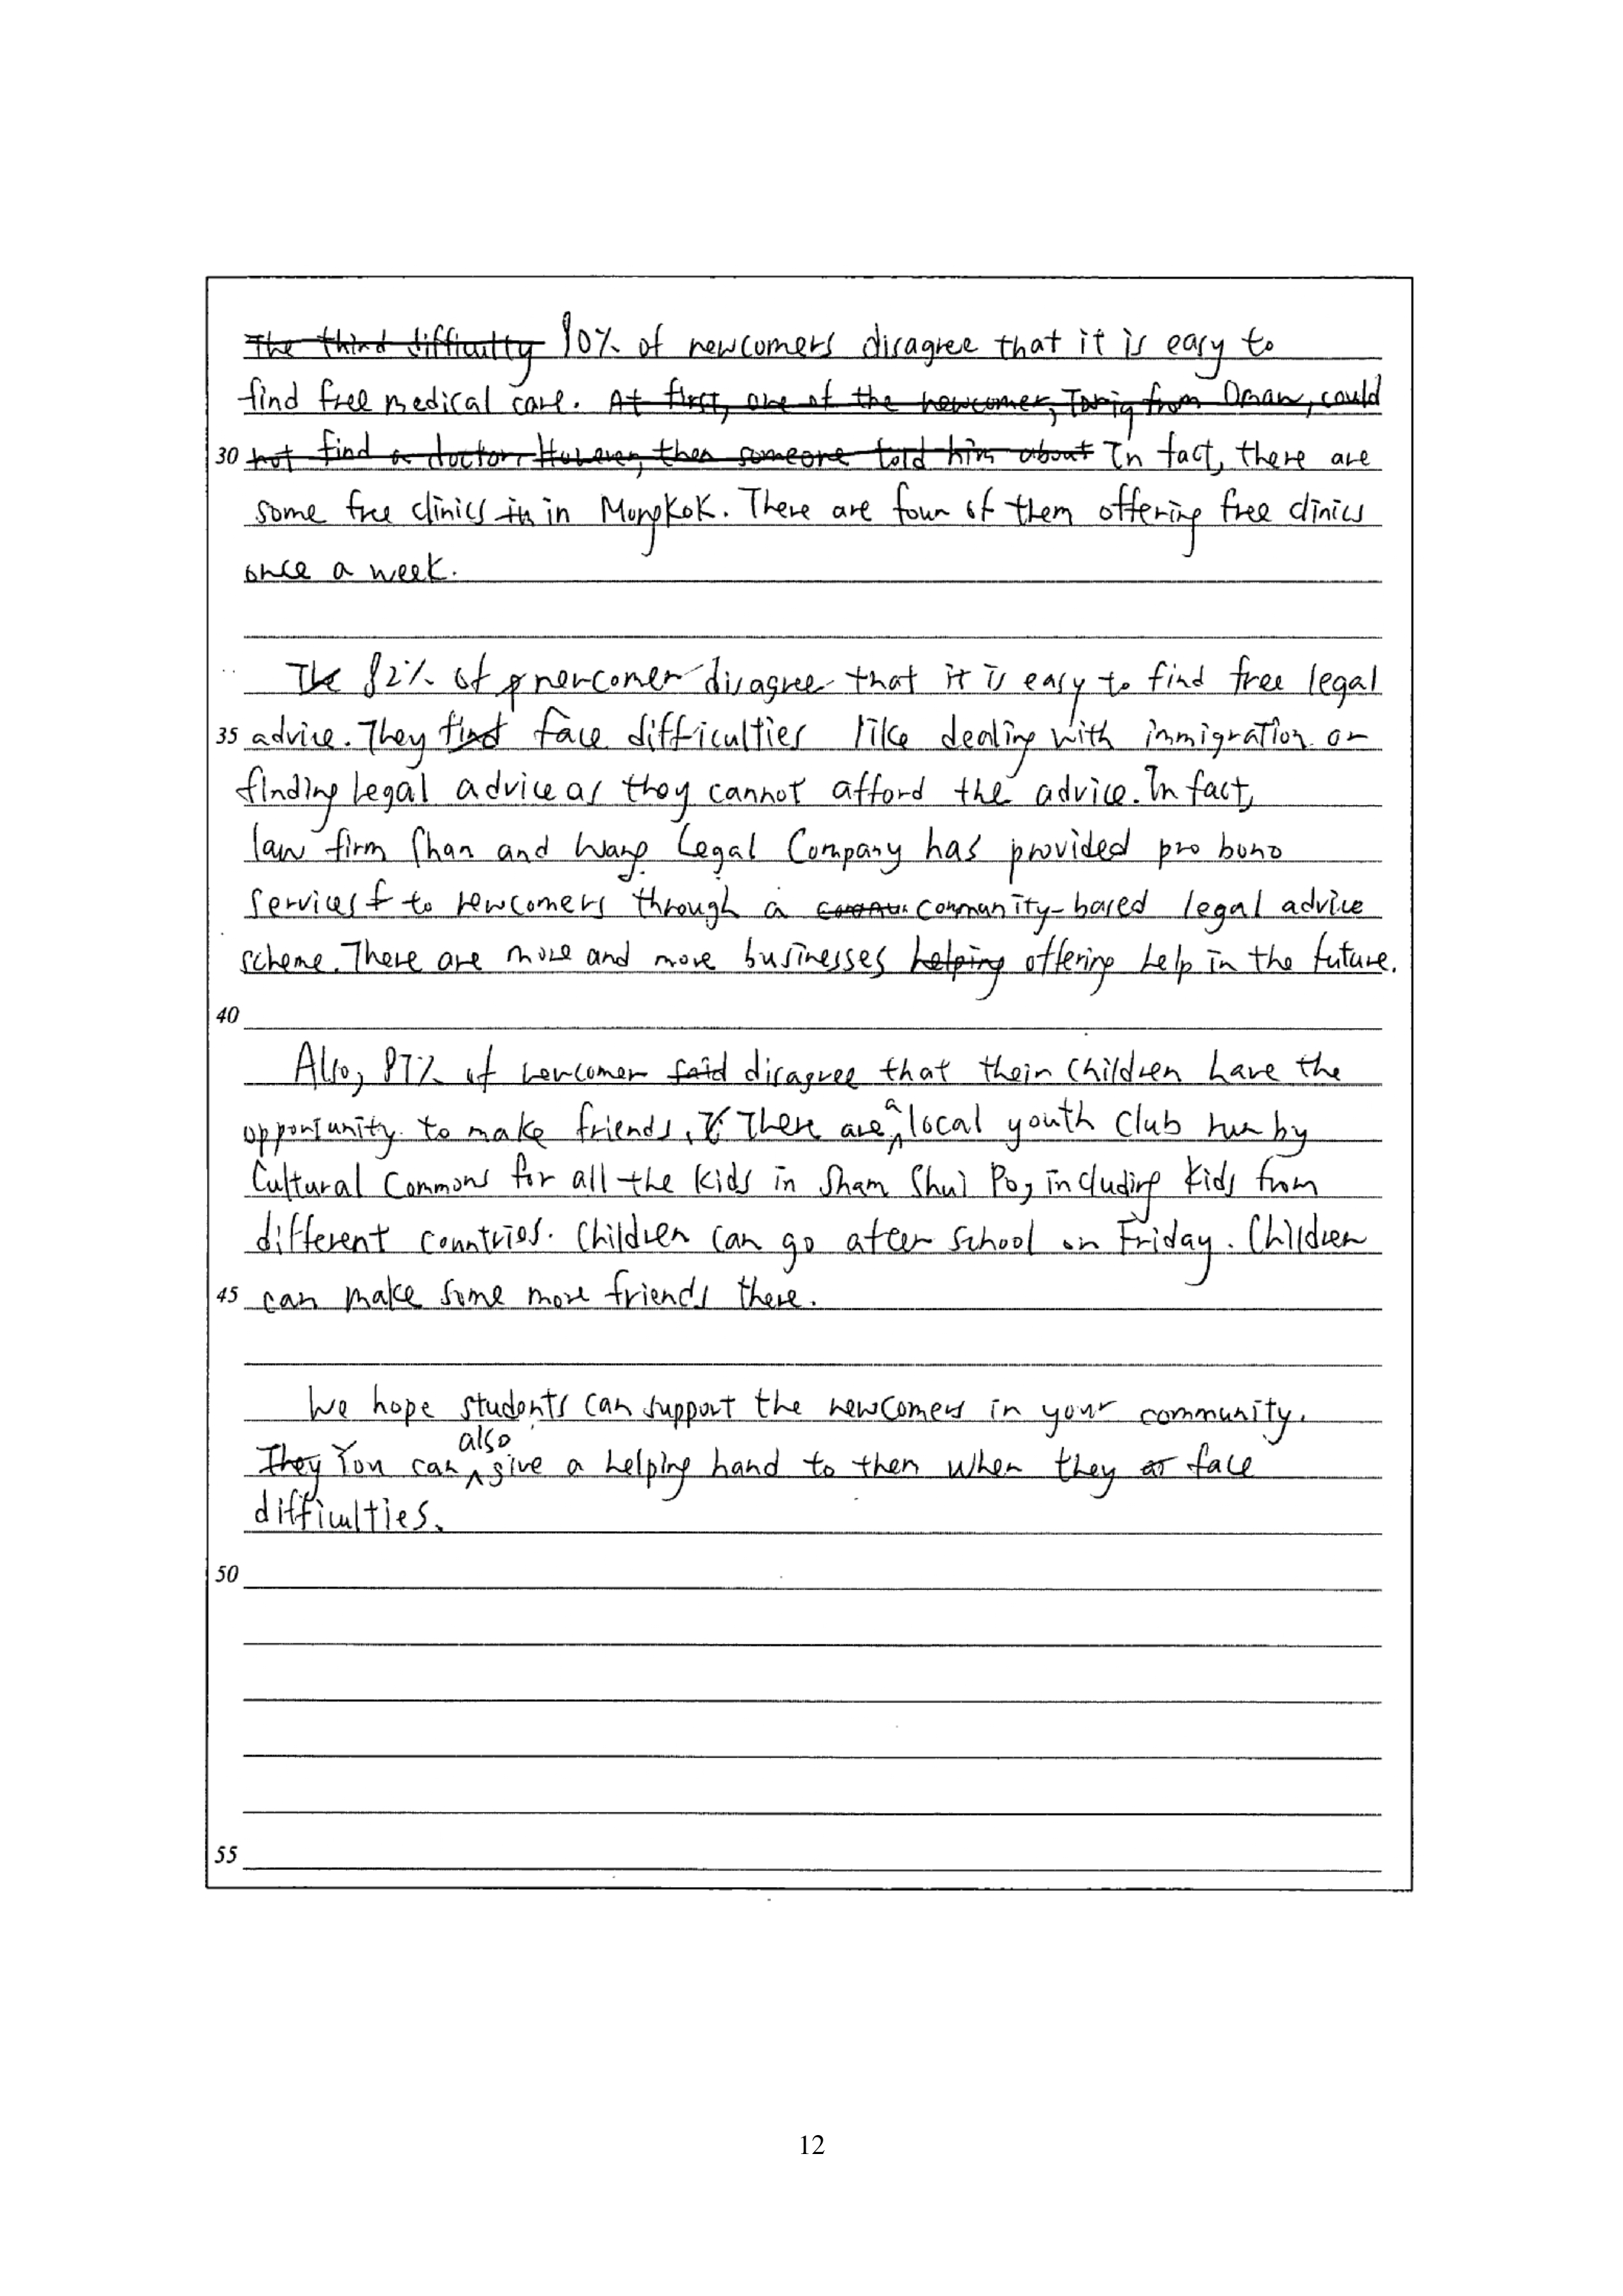 ~~The third difficultty~~ 90% of newcomers disagree that it is easy to
find free medical care. ~~At first, one of the newcomer, Tariq from Oman, could~~
30 ~~not find a doctor. However, then someone told him about~~ In fact, there are
some free clinics ~~in~~ in Mongkok. There are four of them offering free clinics
once a week.
~~The~~ 82% of newcomer disagree that it is easy to find free legal
35 advice. They ~~find~~ face difficulties like dealing with immigration or
finding legal advice as they cannot afford the advice. In fact,
law firm Shan and Wang Legal Company has provided pro bono
services to newcomers through a community-based legal advice
scheme. There are more and more businesses ~~helping~~ offering help in the future.
40
Also, 87% of newcomer ~~said~~ disagree that their children have the
opportunity to make friends. There are a local youth club run by
Cultural Commons for all the kids in Sham Shui Po, including kids from
different countries. Children can go after school on Friday. Children
45 can make some more friends there.
We hope students can support the newcomers in your community.
~~They~~ You can also give a helping hand to them when they face
difficulties.
50
55
12